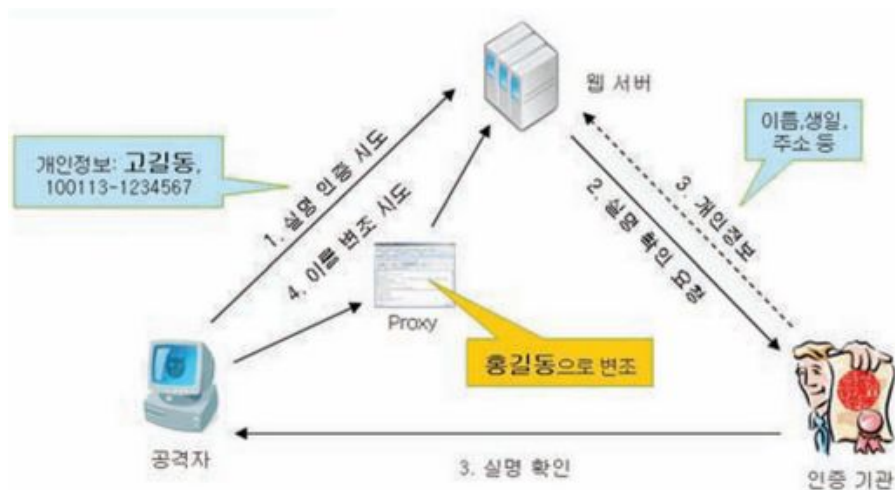 웹 서버
이름,생일,
주소 등
개인정보: 고길동,
100113-1234567
1. 실명 인증 시도
4. 이름 변조 시도
2. 실명 확인 요청
3. 개인정보
Proxy
홍길동으로 변조
공격자
3. 실명 확인
인증 기관